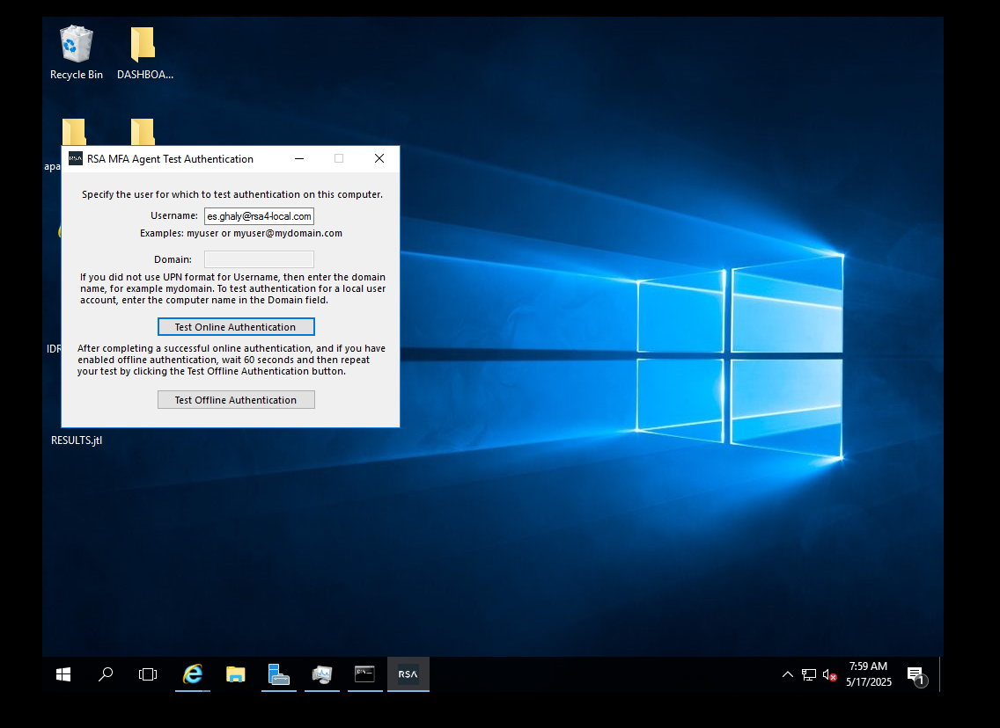 Recycle Bin
DASHBOA...
apa
RSA
RSA MFA Agent Test Authentication
Specify the user for which to test authentication on this computer.
Username:
es.ghaly@rsa4-local.com
Examples: myuser or myuser@mydomain.com
Domain:
If you did not use UPN format for Username, then enter the domain
name, for example mydomain. To test authentication for a local user
account, enter the computer name in the Domain field.
Test Online Authentication
After completing a successful online authentication, and if you have
enabled offline authentication, wait 60 seconds and then repeat
your test by clicking the Test Offline Authentication button.
Test Offline Authentication
IDR
RESULTS.jtl
RSA
7:59 AM
5/17/2025
1